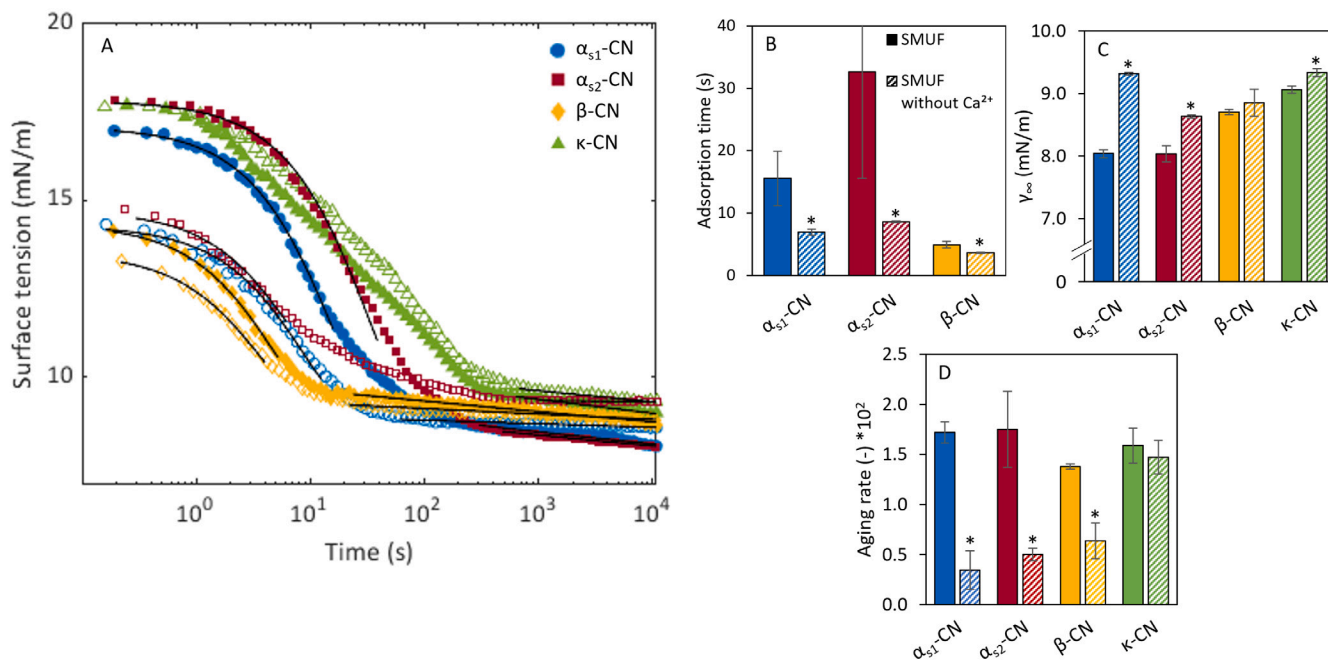 A
Surface tension (mN/m)
20
15
10
10⁰
10¹
10²
10³
10⁴
Time (s)
αs1-CN
αs2-CN
β-CN
κ-CN
B
Adsorption time (s)
40
30
20
10
0
SMUF
SMUF
without Ca²⁺
*
*
*
αs1-CN
αs2-CN
β-CN
C
γ∞ (mN/m)
10.0
9.0
8.0
7.0
0
*
*
*
αs1-CN
αs2-CN
β-CN
κ-CN
D
Aging rate (-) *10²
2.5
2.0
1.5
1.0
0.5
0.0
*
*
*
αs1-CN
αs2-CN
β-CN
κ-CN